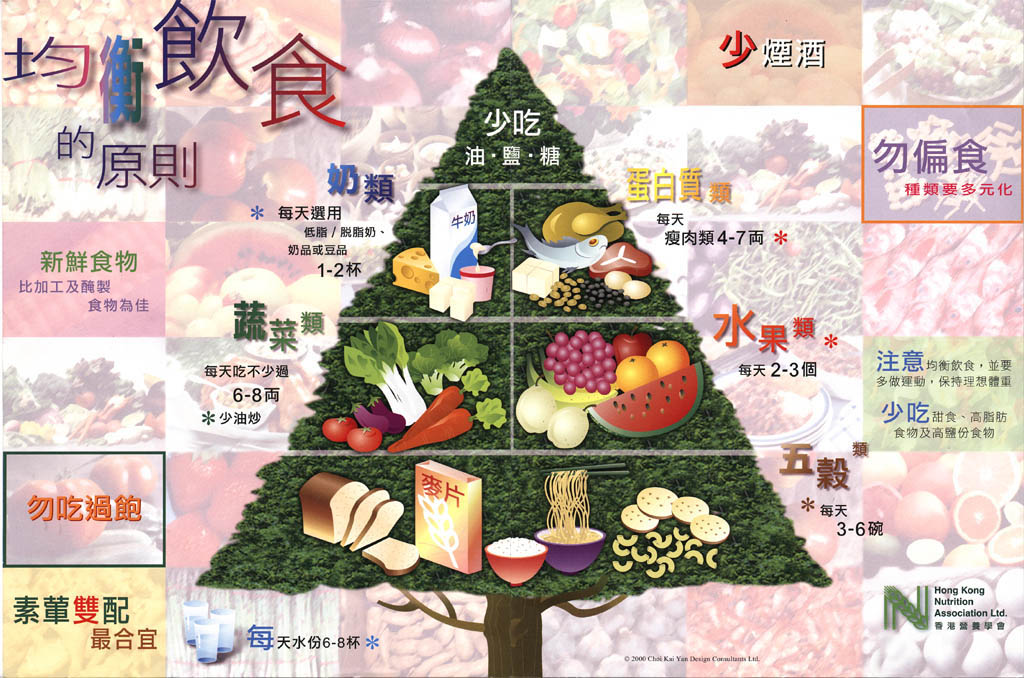 均衡飲食
的原則
少煙酒
少吃
油·鹽·糖
勿偏食
種類要多元化
奶類
*每天選用
低脂/脫脂奶、
奶品或豆品
1-2杯
牛奶
蛋白質類
每天
瘦肉類4-7両*
新鮮食物
比加工及醃製
食物為佳
蔬菜類
每天吃不少過
6-8両
*少油炒
水果類*
每天2-3個
注意均衡飲食，並要
多做運動，保持理想體重
少吃甜食、高脂肪
食物及高鹽份食物
勿吃過飽
麥片
五穀類
*每天
3-6碗
素葷雙配
最合宜
每天水份6-8杯*
Hong Kong
Nutrition
Association Ltd.
香港營養學會
© 2000 Choi Kai Yan Design Consultants Ltd.